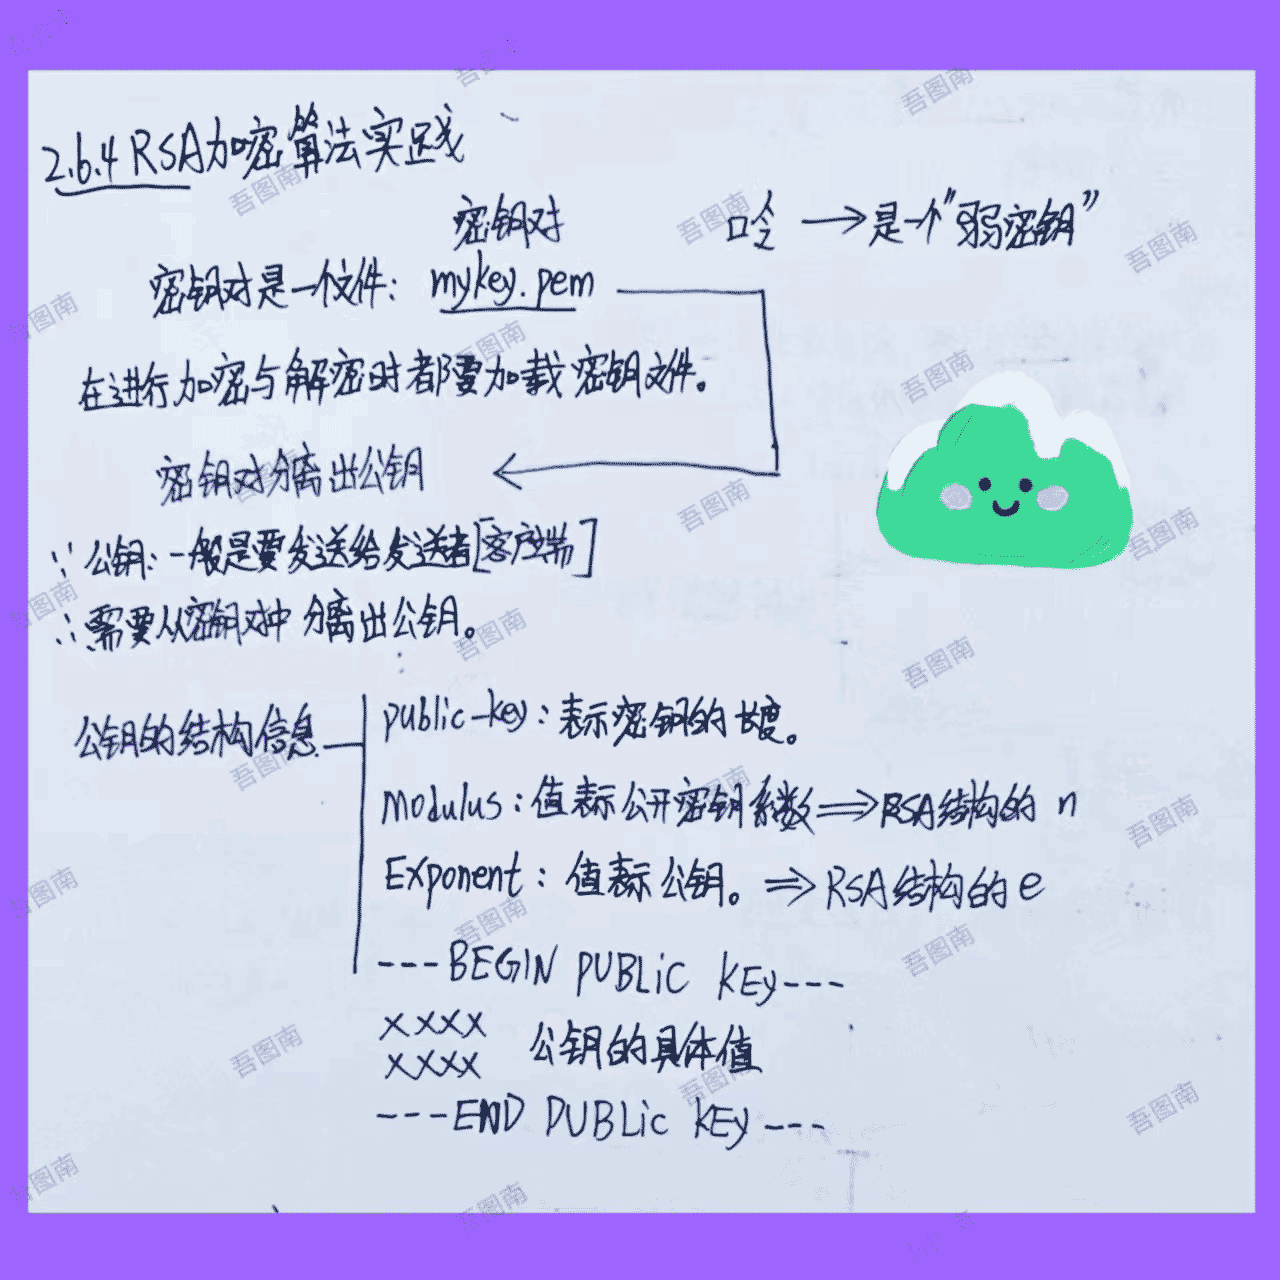 2.6.4 RSA加密算法实践
密钥对 口令 → 是一个"弱密钥"
密钥对是一个文件: mykey.pem
在进行加密与解密时都要加载密钥文件。
密钥对分离出公钥
∵ 公钥: 一般是要发送给发送者[客户端]
∴ 需要从密钥对中分离出公钥。
公钥的结构信息
public-key: 表示密钥的长度。
modulus: 值表示公开密钥系数 ⇒ RSA结构的 n
Exponent: 值表示公钥。 ⇒ RSA结构的 e
---BEGIN PUBLiC KEy---
xxxx
xxxx 公钥的具体值
---END PUBLiC KEy---
吾图南